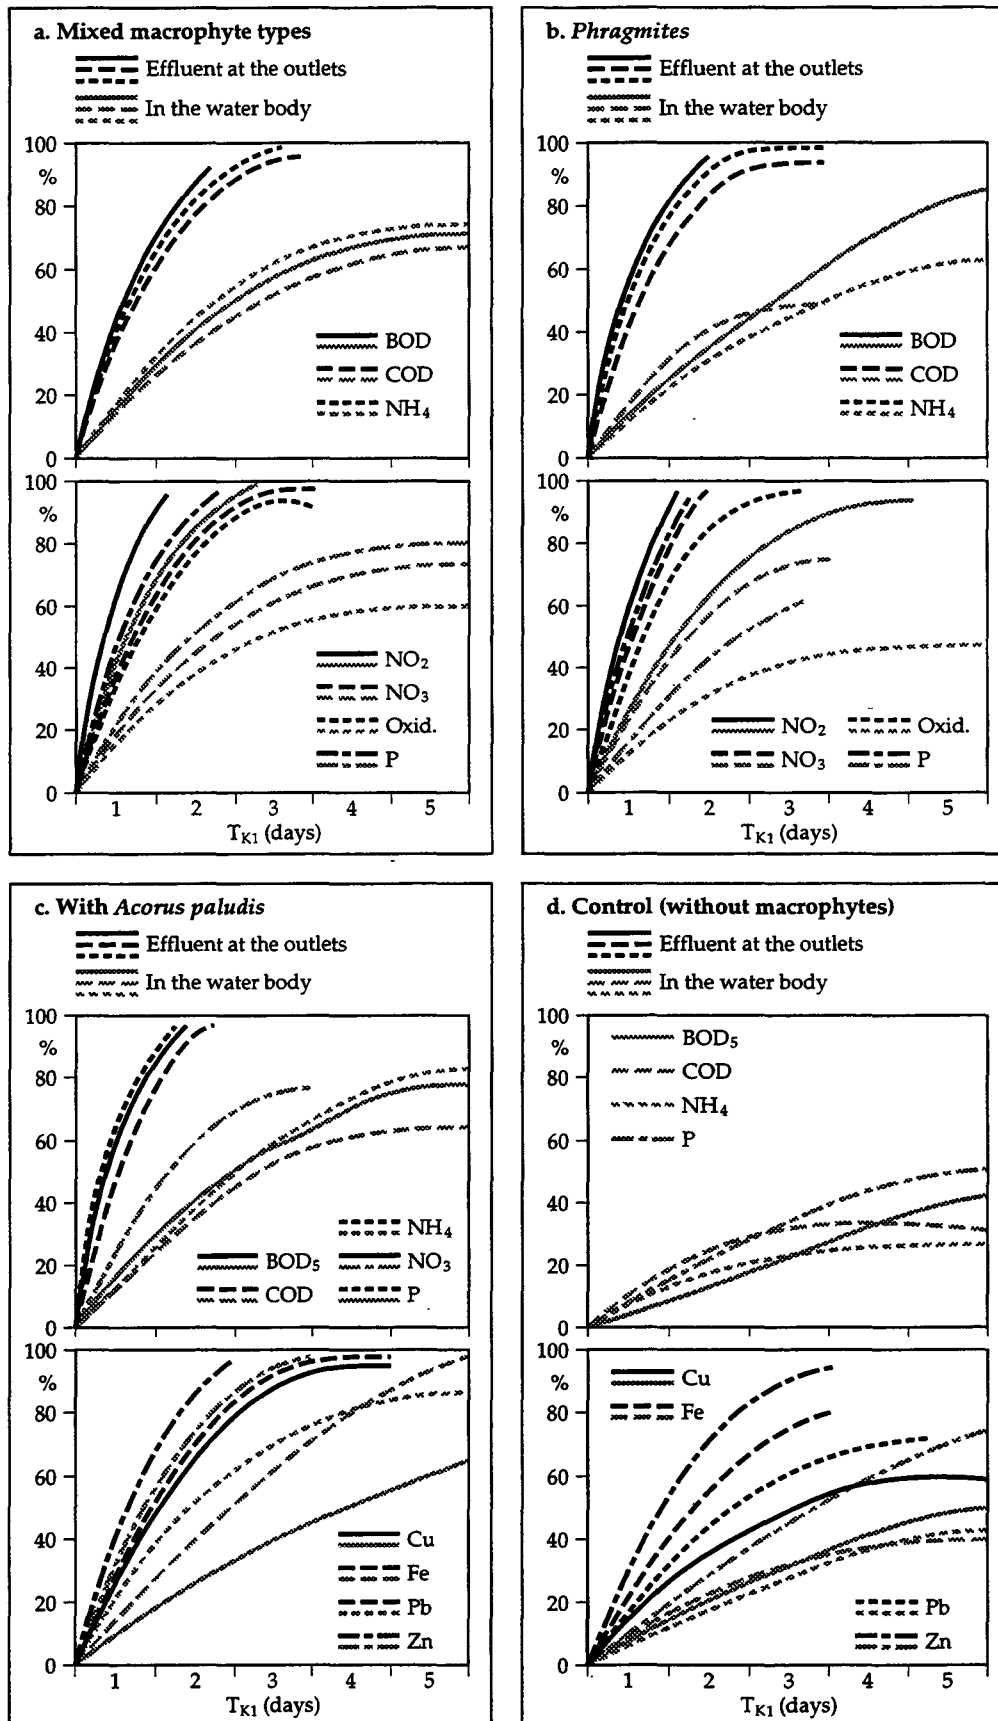 a. Mixed macrophyte types
Effluent at the outlets
In the water body
100
%
80
60
40
20
0
BOD
COD
NH₄
100
%
80
60
40
20
0
NO₂
NO₃
Oxid.
P
1 2 3 4 5
T_K1 (days)
b. Phragmites
Effluent at the outlets
In the water body
100
%
80
60
40
20
0
BOD
COD
NH₄
100
%
80
60
40
20
0
NO₂ Oxid.
NO₃ P
1 2 3 4 5
T_K1 (days)
c. With Acorus paludis
Effluent at the outlets
In the water body
100
%
80
60
40
20
0
NH₄
BOD₅ NO₃
COD P
100
%
80
60
40
20
0
Cu
Fe
Pb
Zn
1 2 3 4 5
T_K1 (days)
d. Control (without macrophytes)
Effluent at the outlets
In the water body
100
%
80
60
40
20
0
BOD₅
COD
NH₄
P
100
%
80
60
40
20
0
Cu
Fe
Pb
Zn
1 2 3 4 5
T_K1 (days)